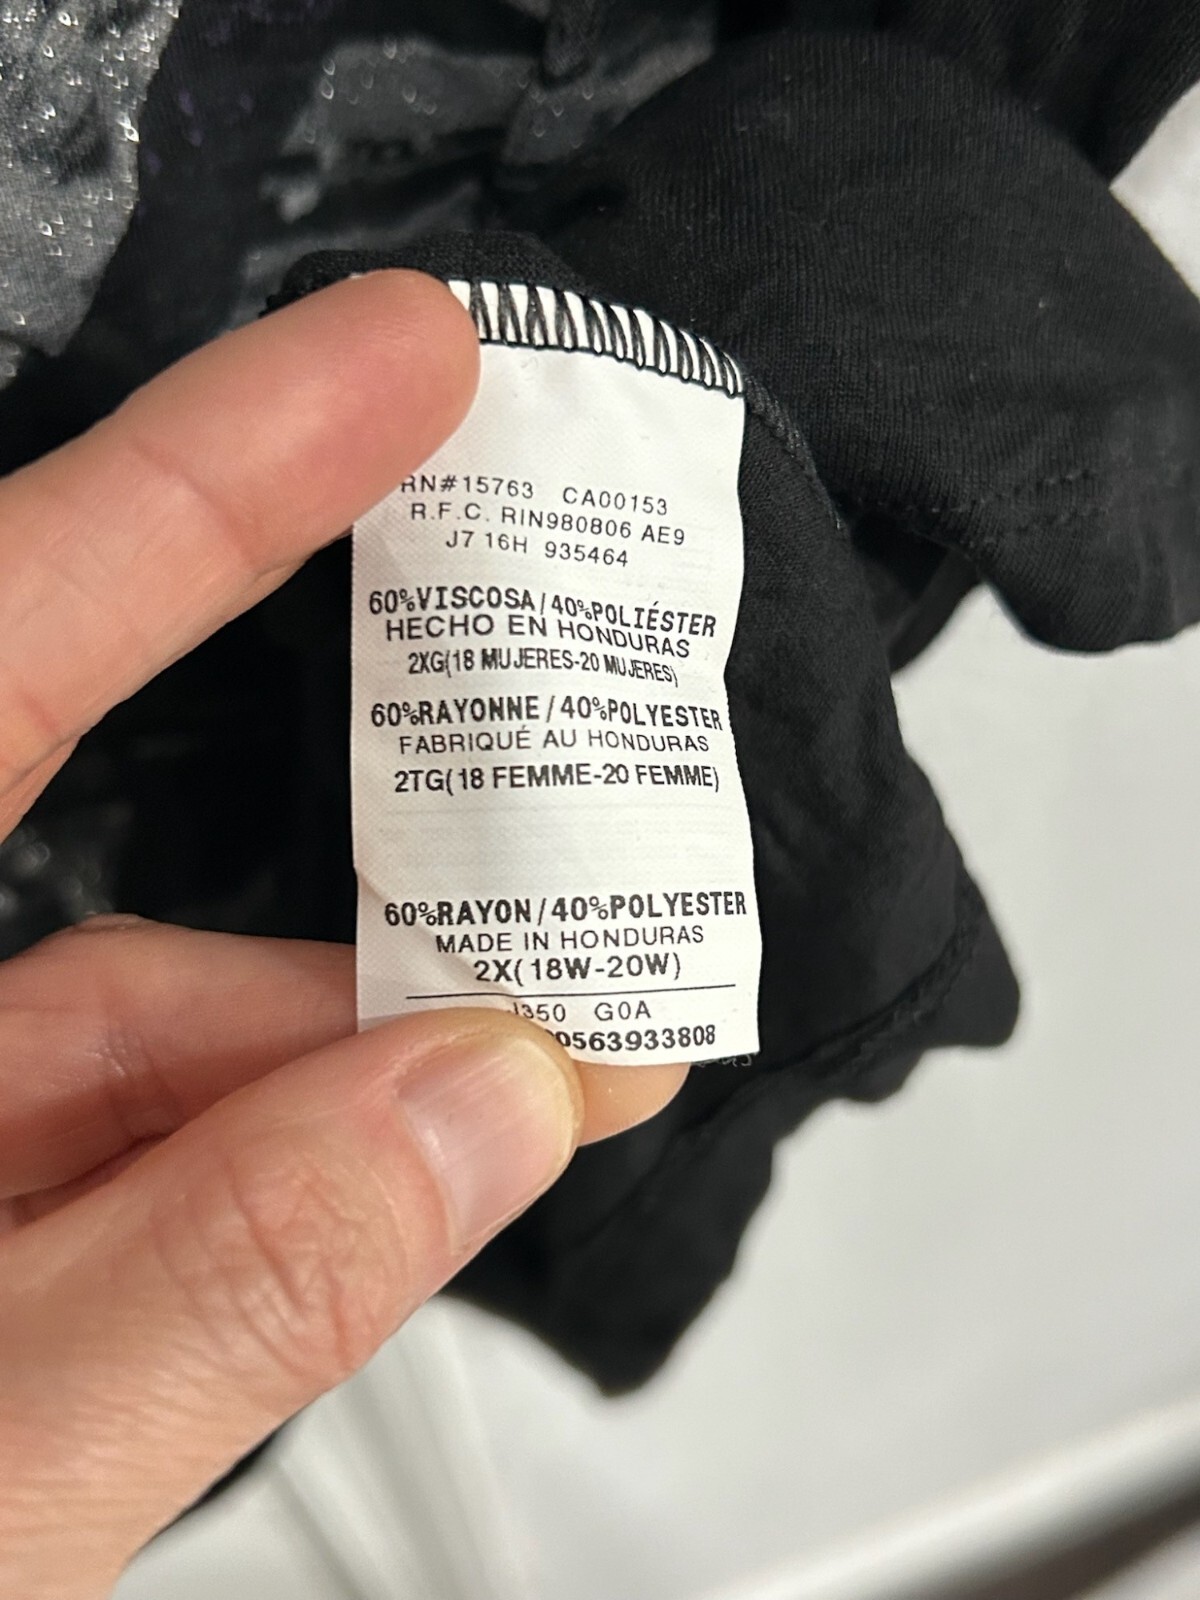 RN#15763 CA00153
R.F.C. RIN980806 AE9
J7 16H 935464
60%VISCOSA/40%POLIÉSTER
HECHO EN HONDURAS
2XG(18 MUJERES-20 MUJERES)
60%RAYONNE/40%POLYESTER
FABRIQUÉ AU HONDURAS
2TG(18 FEMME-20 FEMME)
60%RAYON/40%POLYESTER
MADE IN HONDURAS
2X(18W-20W)
G0A